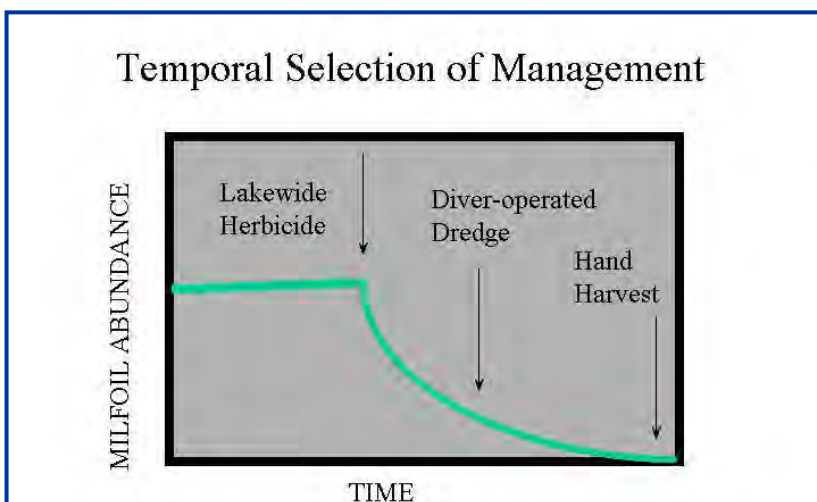 Temporal Selection of Management
Lakewide
Herbicide
Diver-operated
Dredge
Hand
Harvest
MILFOIL ABUNDANCE
TIME